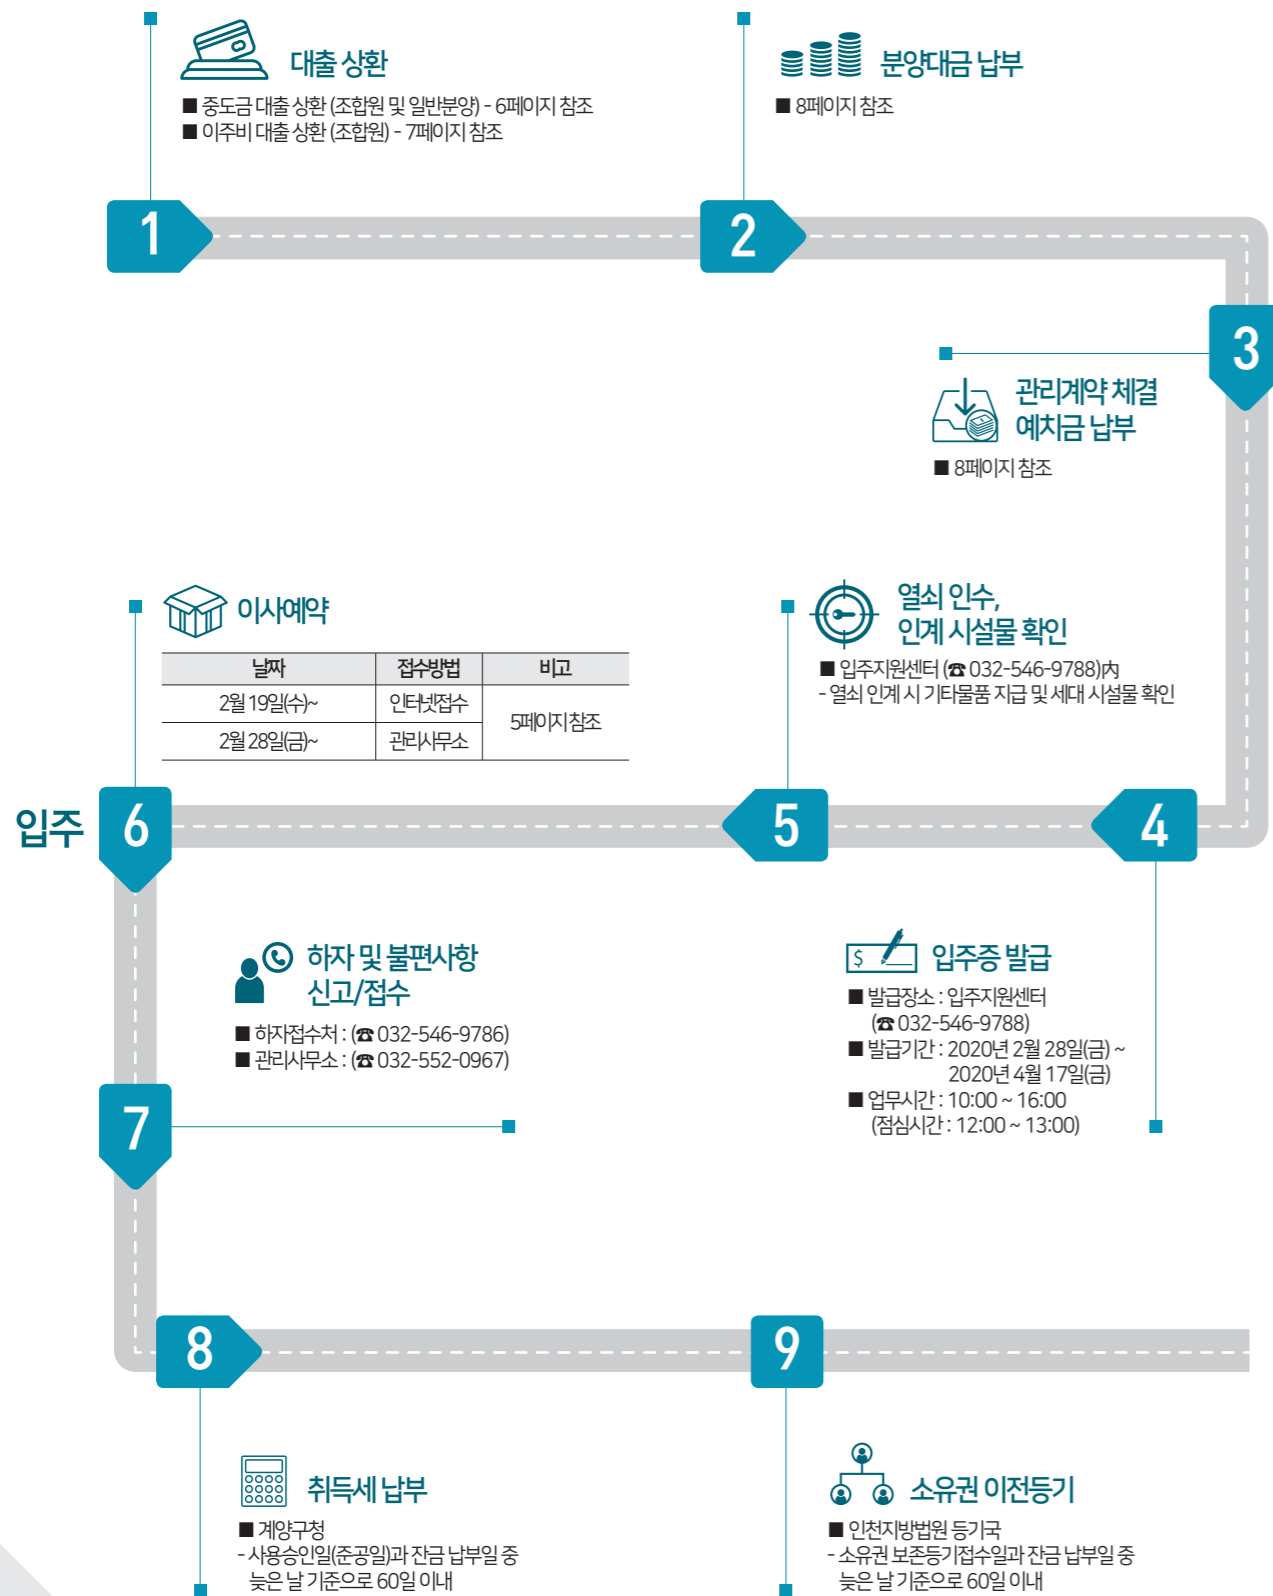 대출 상환
■ 중도금 대출 상환 (조합원 및 일반분양) - 6페이지 참조
■ 이주비 대출 상환 (조합원) - 7페이지 참조
분양대금 납부
■ 8페이지 참조
1
2
3
관리계약 체결
예치금 납부
■ 8페이지 참조
열쇠 인수,
인계 시설물 확인
■ 입주지원센터 (☎ 032-546-9788)內
- 열쇠 인계 시 기타물품 지급 및 세대 시설물 확인
이사예약
날짜 접수방법 비고
2월 19일(수)~ 인터넷접수 5페이지 참조
2월 28일(금)~ 관리사무소
입주 6
5
4
입주증 발급
■ 발급장소 : 입주지원센터
(☎ 032-546-9788)
■ 발급기간 : 2020년 2월 28일(금) ~
2020년 4월 17일(금)
■ 업무시간 : 10:00 ~ 16:00
(점심시간 : 12:00 ~ 13:00)
$
하자 및 불편사항
신고/접수
■ 하자접수처 : (☎ 032-546-9786)
■ 관리사무소 : (☎ 032-552-0967)
7
8
9
취득세 납부
■ 계양구청
- 사용승인일(준공일)과 잔금 납부일 중
늦은 날 기준으로 60일 이내
소유권 이전등기
■ 인천지방법원 등기국
- 소유권 보존등기접수일과 잔금 납부일 중
늦은 날 기준으로 60일 이내